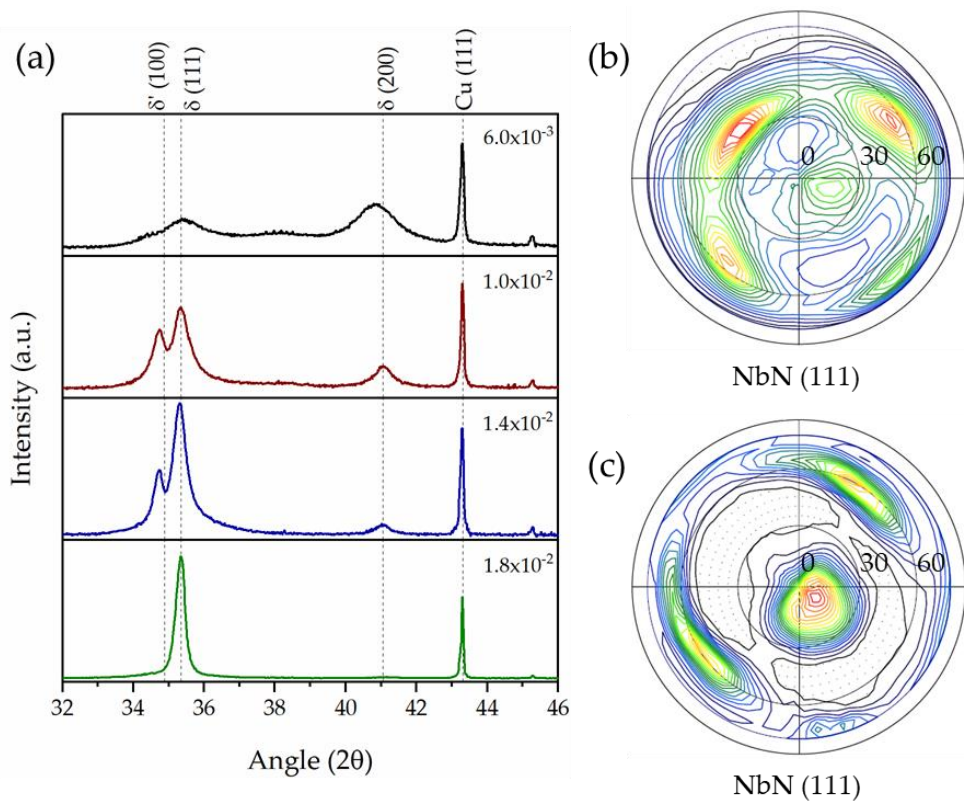 (a)
δ' (100)
δ (111)
δ (200)
Cu (111)
6.0x10⁻³
1.0x10⁻²
1.4x10⁻²
1.8x10⁻²
Intensity (a.u.)
32 34 36 38 40 42 44 46
Angle (2θ)
(b)
0 30 60
NbN (111)
(c)
0 30 60
NbN (111)